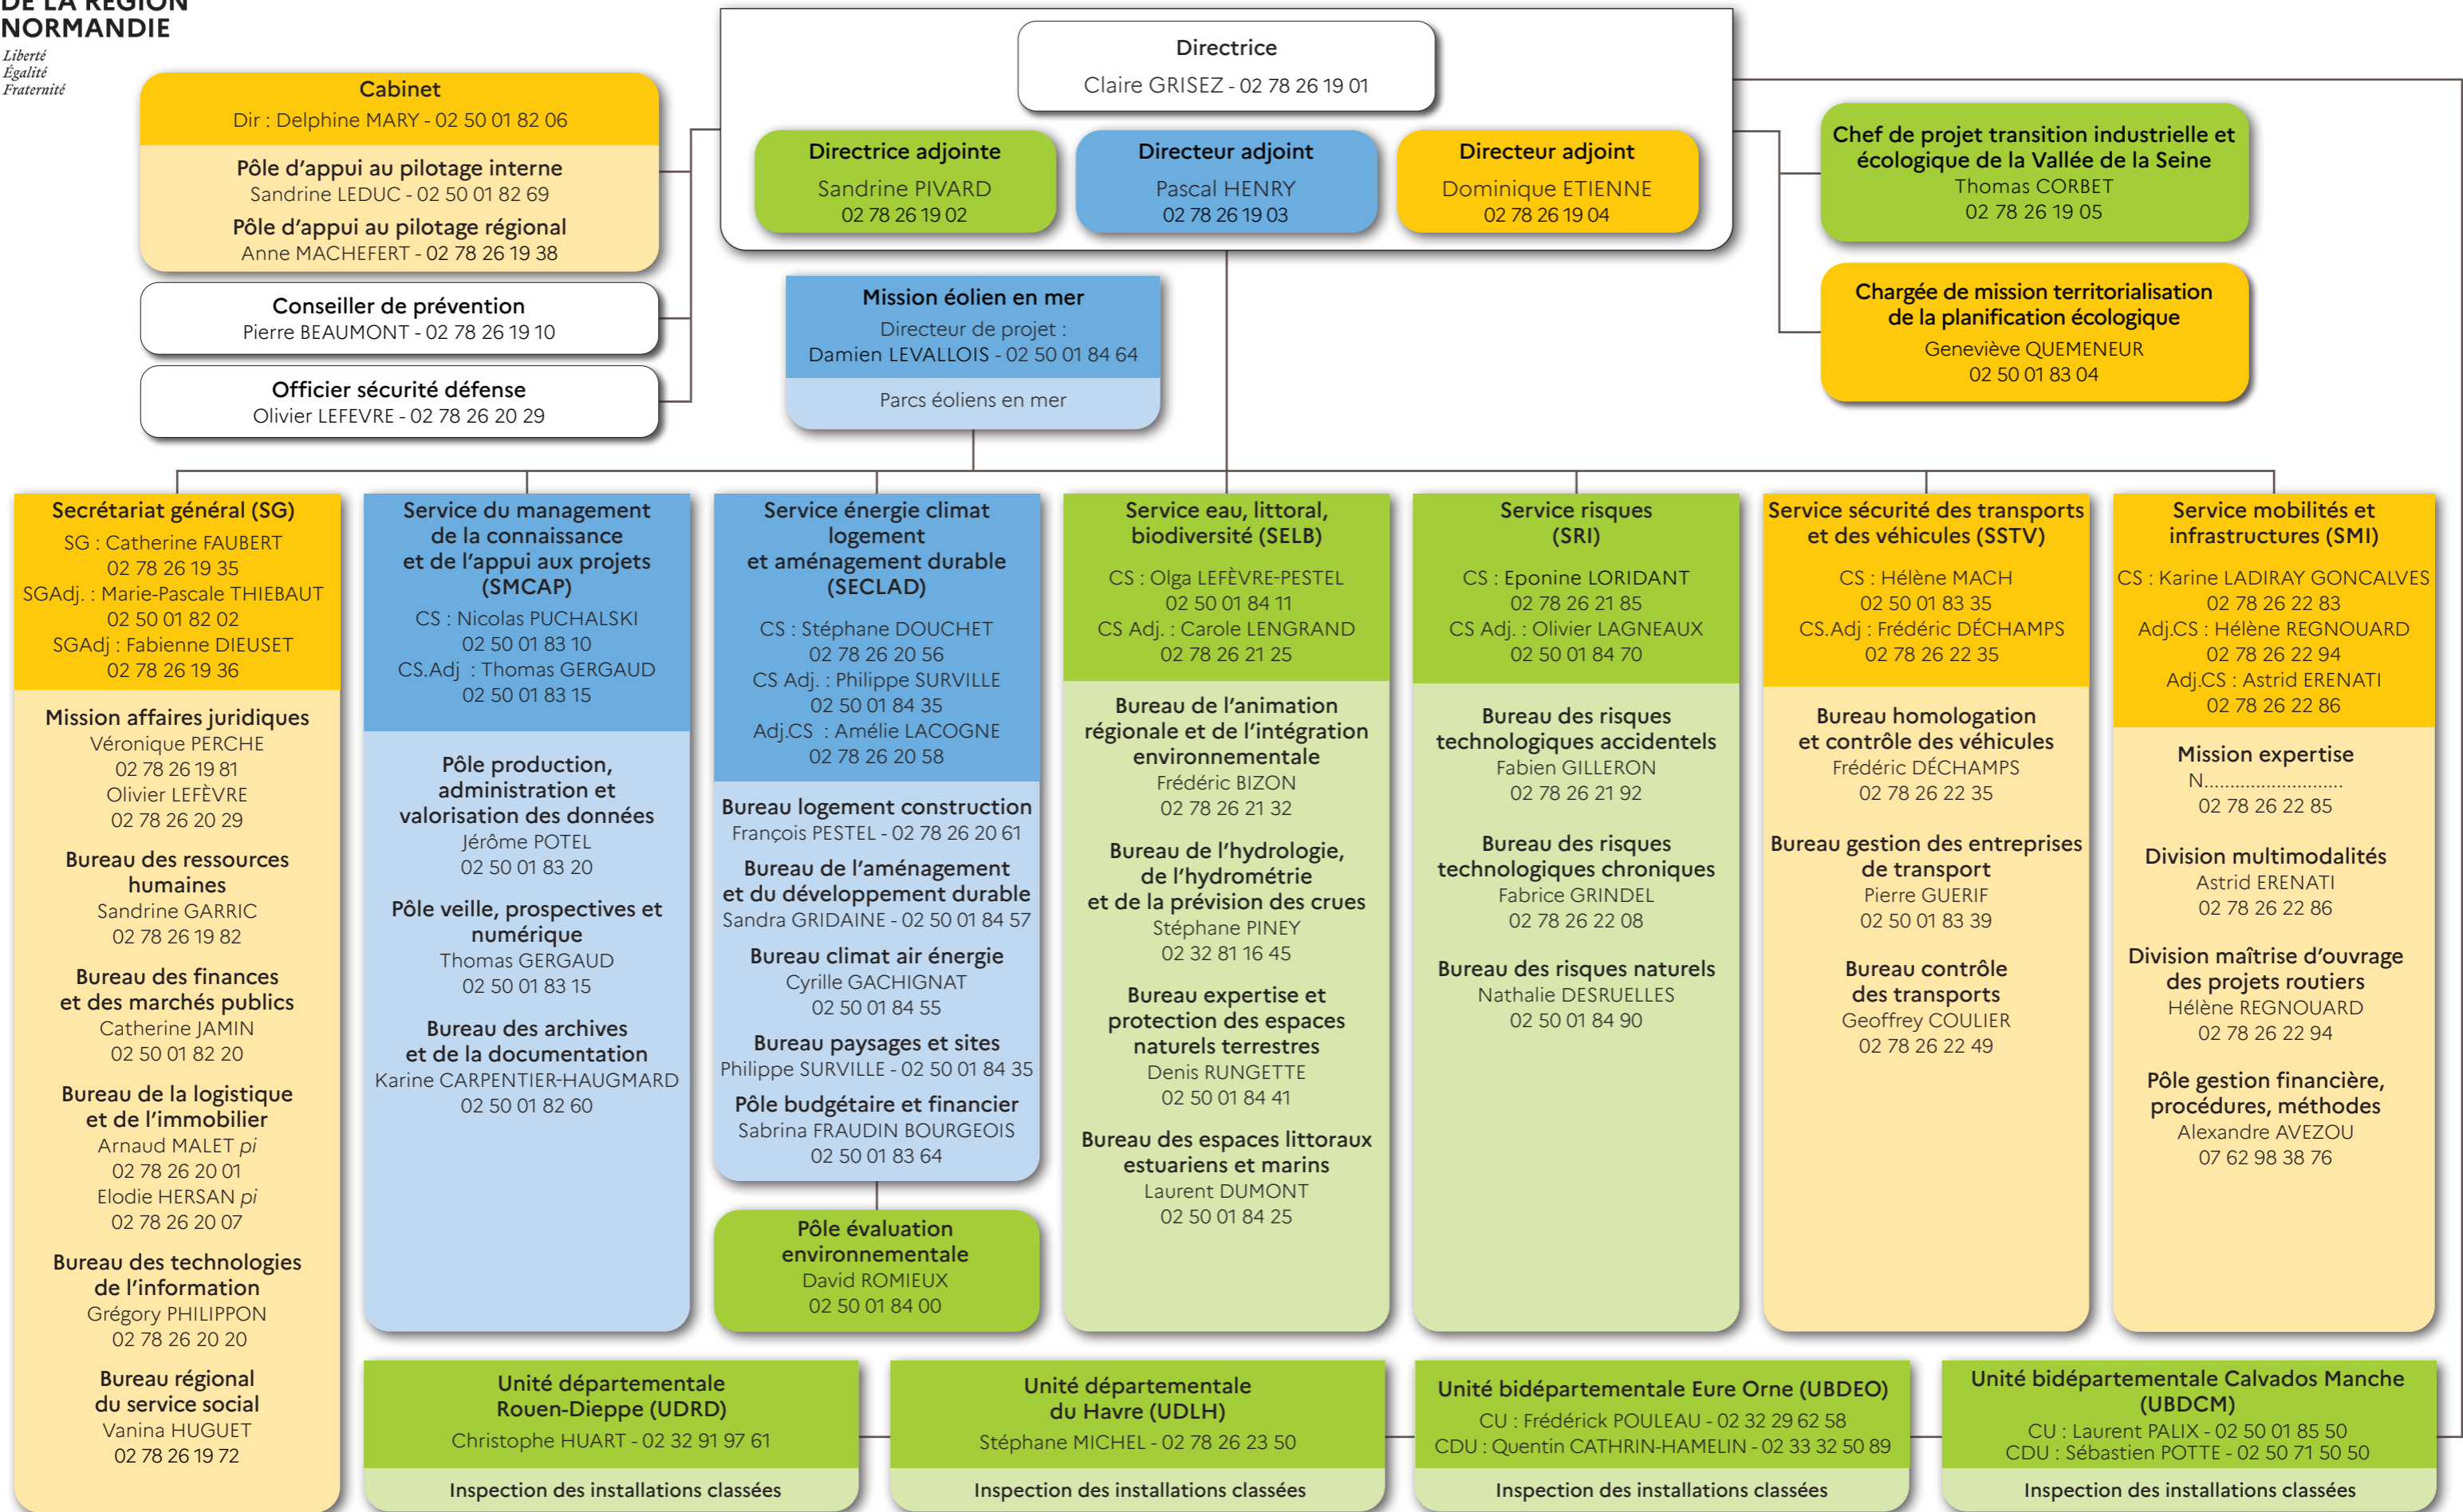 DE LA RÉGION
NORMANDIE
Liberté
Égalité
Fraternité
Directrice
Claire GRISEZ - 02 78 26 19 01
Directrice adjointe
Sandrine PIVARD
02 78 26 19 02
Directeur adjoint
Pascal HENRY
02 78 26 19 03
Directeur adjoint
Dominique ETIENNE
02 78 26 19 04
Cabinet
Dir : Delphine MARY - 02 50 01 82 06
Pôle d'appui au pilotage interne
Sandrine LEDUC - 02 50 01 82 69
Pôle d'appui au pilotage régional
Anne MACHEFERT - 02 78 26 19 38
Conseiller de prévention
Pierre BEAUMONT - 02 78 26 19 10
Officier sécurité défense
Olivier LEFEVRE - 02 78 26 20 29
Mission éolien en mer
Directeur de projet :
Damien LEVALLOIS - 02 50 01 84 64
Parcs éoliens en mer
Chef de projet transition industrielle et
écologique de la Vallée de la Seine
Thomas CORBET
02 78 26 19 05
Chargée de mission territorialisation
de la planification écologique
Geneviève QUEMENEUR
02 50 01 83 04
Secrétariat général (SG)
SG : Catherine FAUBERT
02 78 26 19 35
SGAdj. : Marie-Pascale THIEBAUT
02 50 01 82 02
SGAdj : Fabienne DIEUSET
02 78 26 19 36
Mission affaires juridiques
Véronique PERCHE
02 78 26 19 81
Olivier LEFÈVRE
02 78 26 20 29
Bureau des ressources
humaines
Sandrine GARRIC
02 78 26 19 82
Bureau des finances
et des marchés publics
Catherine JAMIN
02 50 01 82 20
Bureau de la logistique
et de l'immobilier
Arnaud MALET pi
02 78 26 20 01
Elodie HERSAN pi
02 78 26 20 07
Bureau des technologies
de l'information
Grégory PHILIPPON
02 78 26 20 20
Bureau régional
du service social
Vanina HUGUET
02 78 26 19 72
Service du management
de la connaissance
et de l'appui aux projets
(SMCAP)
CS : Nicolas PUCHALSKI
02 50 01 83 10
CS.Adj : Thomas GERGAUD
02 50 01 83 15
Pôle production,
administration et
valorisation des données
Jérôme POTEL
02 50 01 83 20
Pôle veille, prospectives et
numérique
Thomas GERGAUD
02 50 01 83 15
Bureau des archives
et de la documentation
Karine CARPENTIER-HAUGMARD
02 50 01 82 60
Service énergie climat
logement
et aménagement durable
(SECLAD)
CS : Stéphane DOUCHET
02 78 26 20 56
CS Adj. : Philippe SURVILLE
02 50 01 84 35
Adj.CS : Amélie LACOGNE
02 78 26 20 58
Bureau logement construction
François PESTEL - 02 78 26 20 61
Bureau de l'aménagement
et du développement durable
Sandra GRIDAINE - 02 50 01 84 57
Bureau climat air énergie
Cyrille GACHIGNAT
02 50 01 84 55
Bureau paysages et sites
Philippe SURVILLE - 02 50 01 84 35
Pôle budgétaire et financier
Sabrina FRAUDIN BOURGEOIS
02 50 01 83 64
Pôle évaluation
environnementale
David ROMIEUX
02 50 01 84 00
Service eau, littoral,
biodiversité (SELB)
CS : Olga LEFÈVRE-PESTEL
02 50 01 84 11
CS Adj. : Carole LENGRAND
02 78 26 21 25
Bureau de l'animation
régionale et de l'intégration
environnementale
Frédéric BIZON
02 78 26 21 32
Bureau de l'hydrologie,
de l'hydrométrie
et de la prévision des crues
Stéphane PINEY
02 32 81 16 45
Bureau expertise et
protection des espaces
naturels terrestres
Denis RUNGETTE
02 50 01 84 41
Bureau des espaces littoraux
estuariens et marins
Laurent DUMONT
02 50 01 84 25
Service risques
(SRI)
CS : Eponine LORIDANT
02 78 26 21 85
CS Adj. : Olivier LAGNEAUX
02 50 01 84 70
Bureau des risques
technologiques accidentels
Fabien GILLERON
02 78 26 21 92
Bureau des risques
technologiques chroniques
Fabrice GRINDEL
02 78 26 22 08
Bureau des risques naturels
Nathalie DESRUELLES
02 50 01 84 90
Service sécurité des transports
et des véhicules (SSTV)
CS : Hélène MACH
02 50 01 83 35
CS.Adj : Frédéric DÉCHAMPS
02 78 26 22 35
Bureau homologation
et contrôle des véhicules
Frédéric DÉCHAMPS
02 78 26 22 35
Bureau gestion des entreprises
de transport
Pierre GUERIF
02 50 01 83 39
Bureau contrôle
des transports
Geoffrey COULIER
02 78 26 22 49
Service mobilités et
infrastructures (SMI)
CS : Karine LADIRAY GONCALVES
02 78 26 22 83
Adj.CS : Hélène REGNOUARD
02 78 26 22 94
Adj.CS : Astrid ERENATI
02 78 26 22 86
Mission expertise
N...........................
02 78 26 22 85
Division multimodalités
Astrid ERENATI
02 78 26 22 86
Division maîtrise d'ouvrage
des projets routiers
Hélène REGNOUARD
02 78 26 22 94
Pôle gestion financière,
procédures, méthodes
Alexandre AVEZOU
07 62 98 38 76
Unité départementale
Rouen-Dieppe (UDRD)
Christophe HUART - 02 32 91 97 61
Inspection des installations classées
Unité départementale
du Havre (UDLH)
Stéphane MICHEL - 02 78 26 23 50
Inspection des installations classées
Unité bidépartementale Eure Orne (UBDEO)
CU : Frédérick POULEAU - 02 32 29 62 58
CDU : Quentin CATHRIN-HAMELIN - 02 33 32 50 89
Inspection des installations classées
Unité bidépartementale Calvados Manche
(UBDCM)
CU : Laurent PALIX - 02 50 01 85 50
CDU : Sébastien POTTE - 02 50 71 50 50
Inspection des installations classées